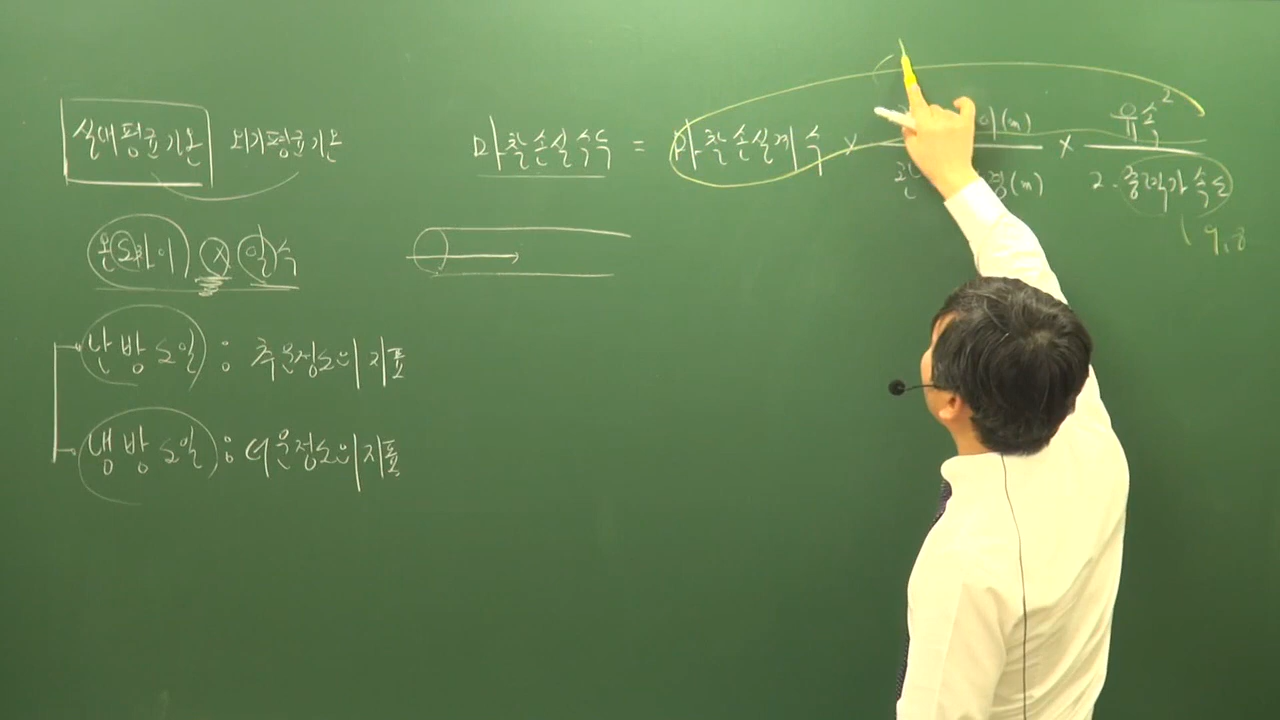 실내평균기온 외기평균기온
마찰손실수두 = 마찰손실계수 × 이(m) × 유속²
관 경(m) 2·중력가속도
9.8
온도차이 × 일수
난방도일 : 추운정도의 지표
냉방도일 : 더운정도의 지표